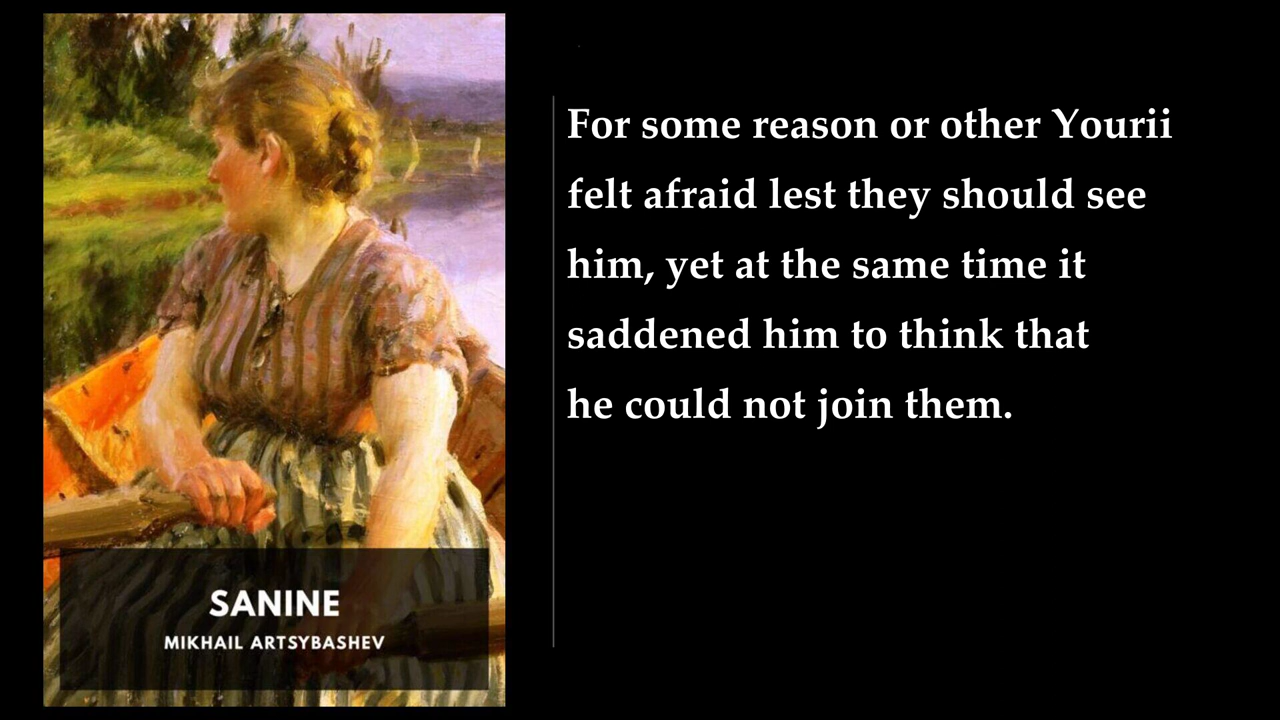 SANINE
MIKHAIL ARTSYBASHEV
For some reason or other Yourii
felt afraid lest they should see
him, yet at the same time it
saddened him to think that
he could not join them.